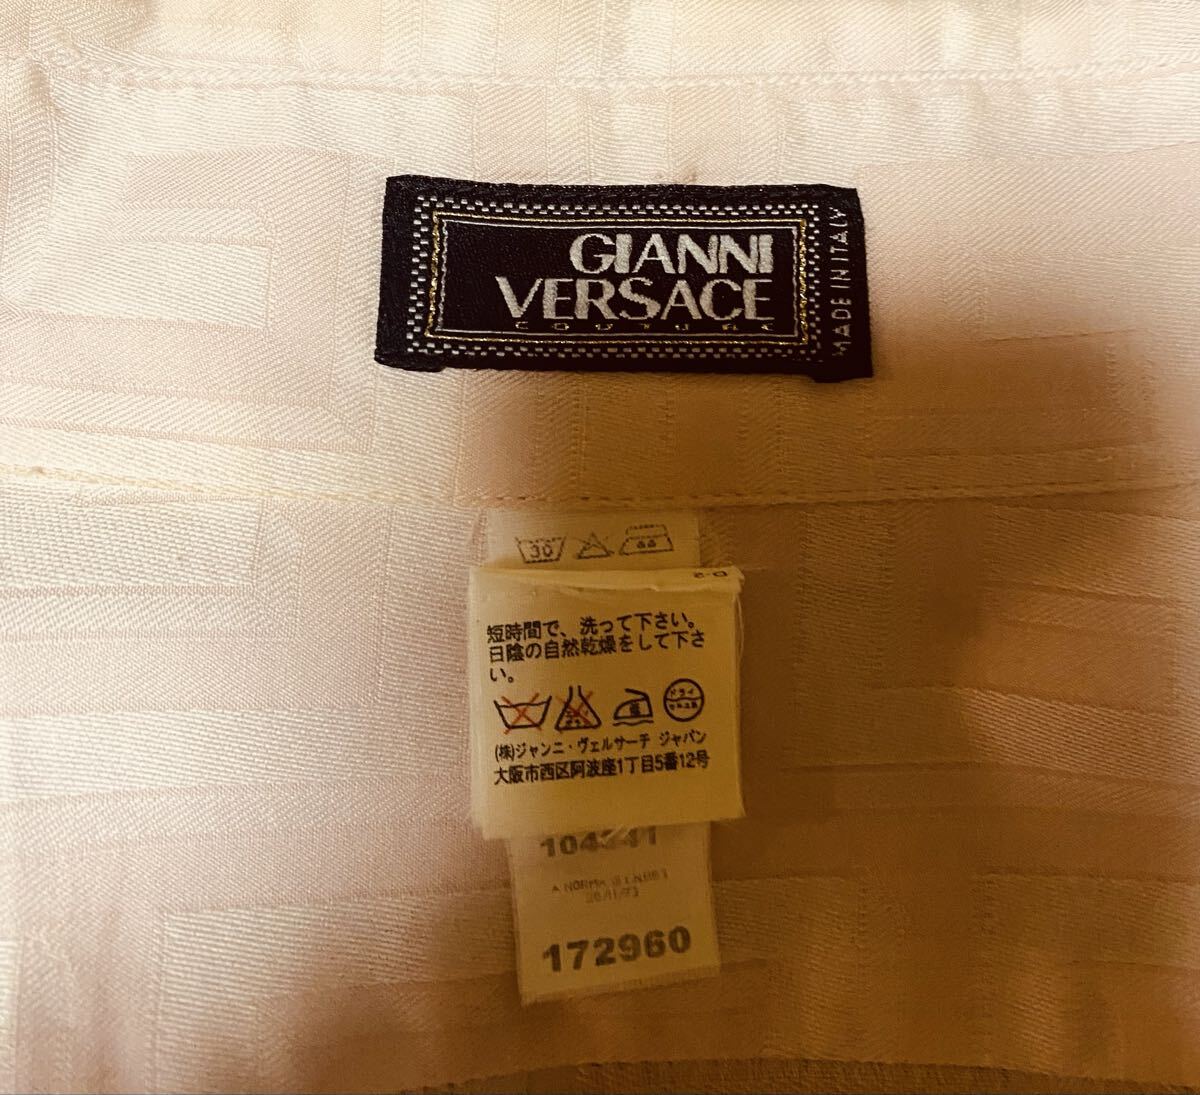 GIANNI
VERSACE
COUTURE
MADE IN ITALY
30
D-2
短時間で、洗って下さい。
日陰の自然乾燥をして下さ
い。
ドライ
(株)ジャンニ・ヴェルサーチ ジャパン
大阪市西区阿波座1丁目5番12号
A NORMA
172960